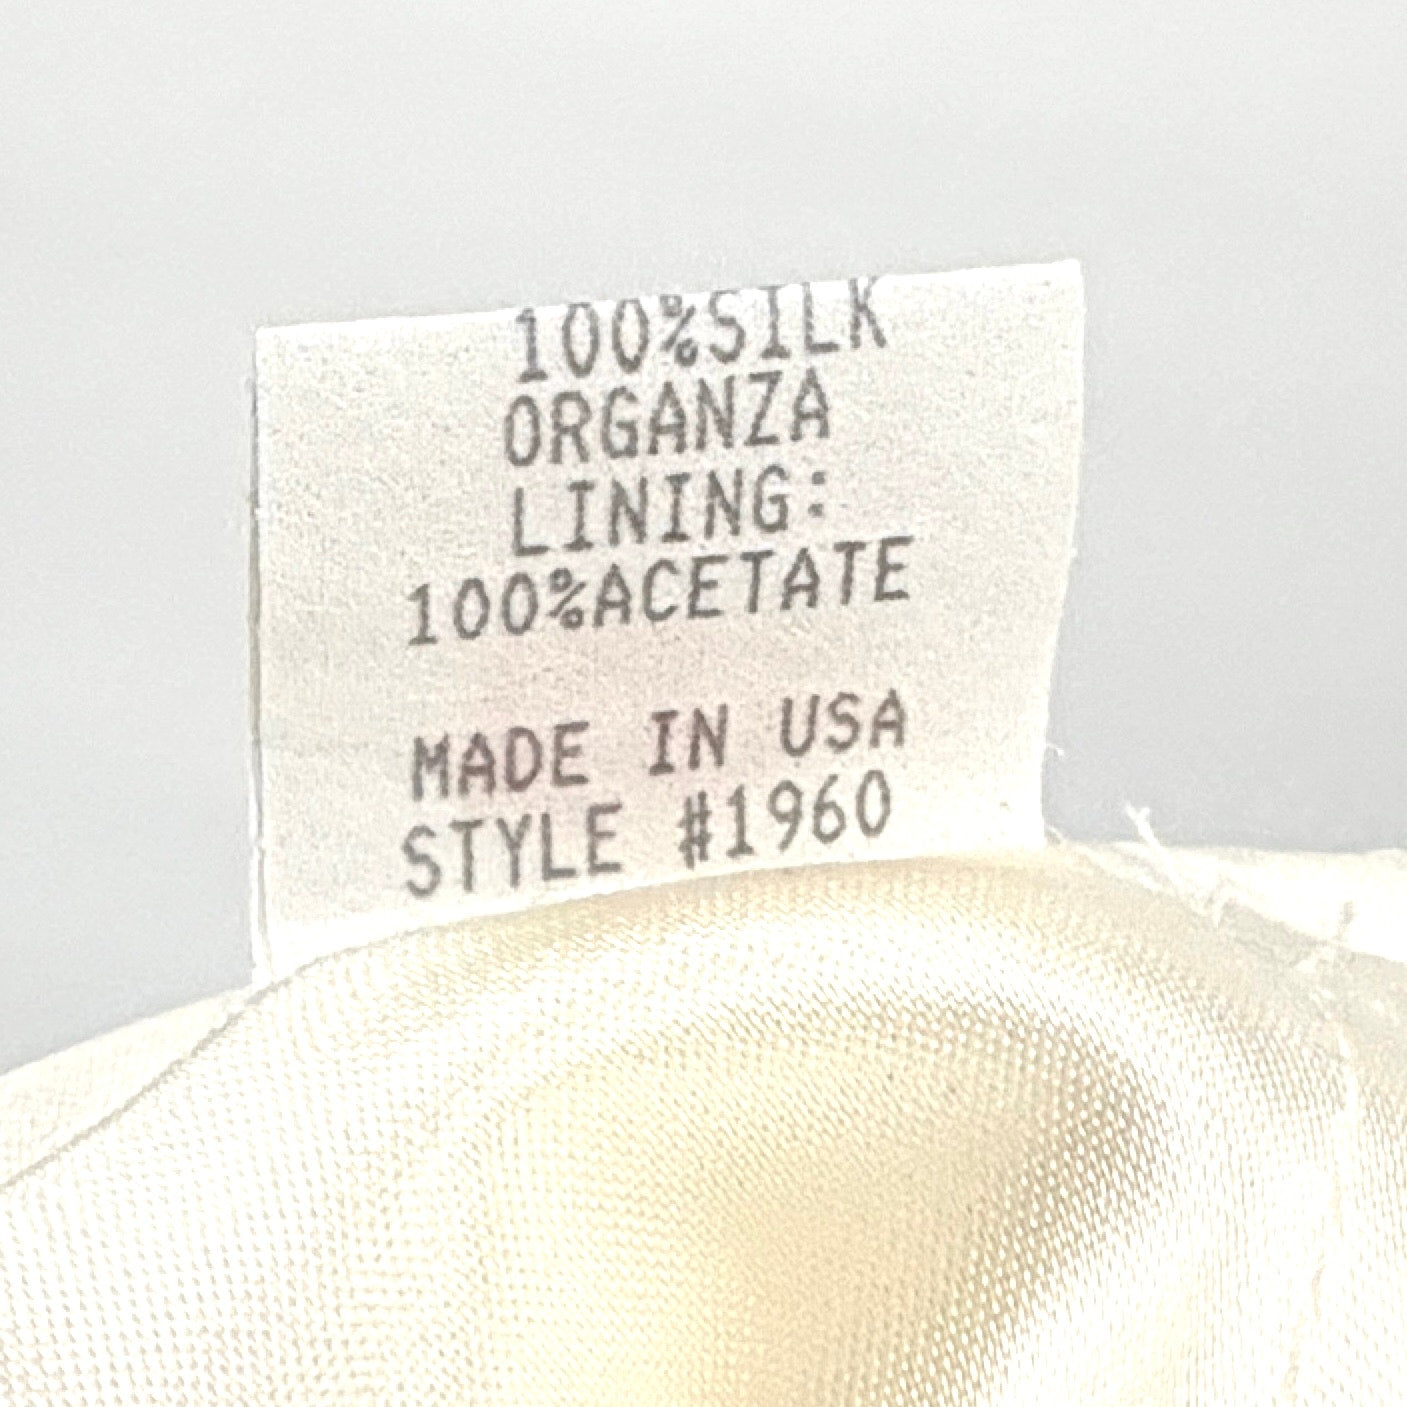 100%SILK
ORGANZA
LINING:
100%ACETATE
MADE IN USA
STYLE #1960